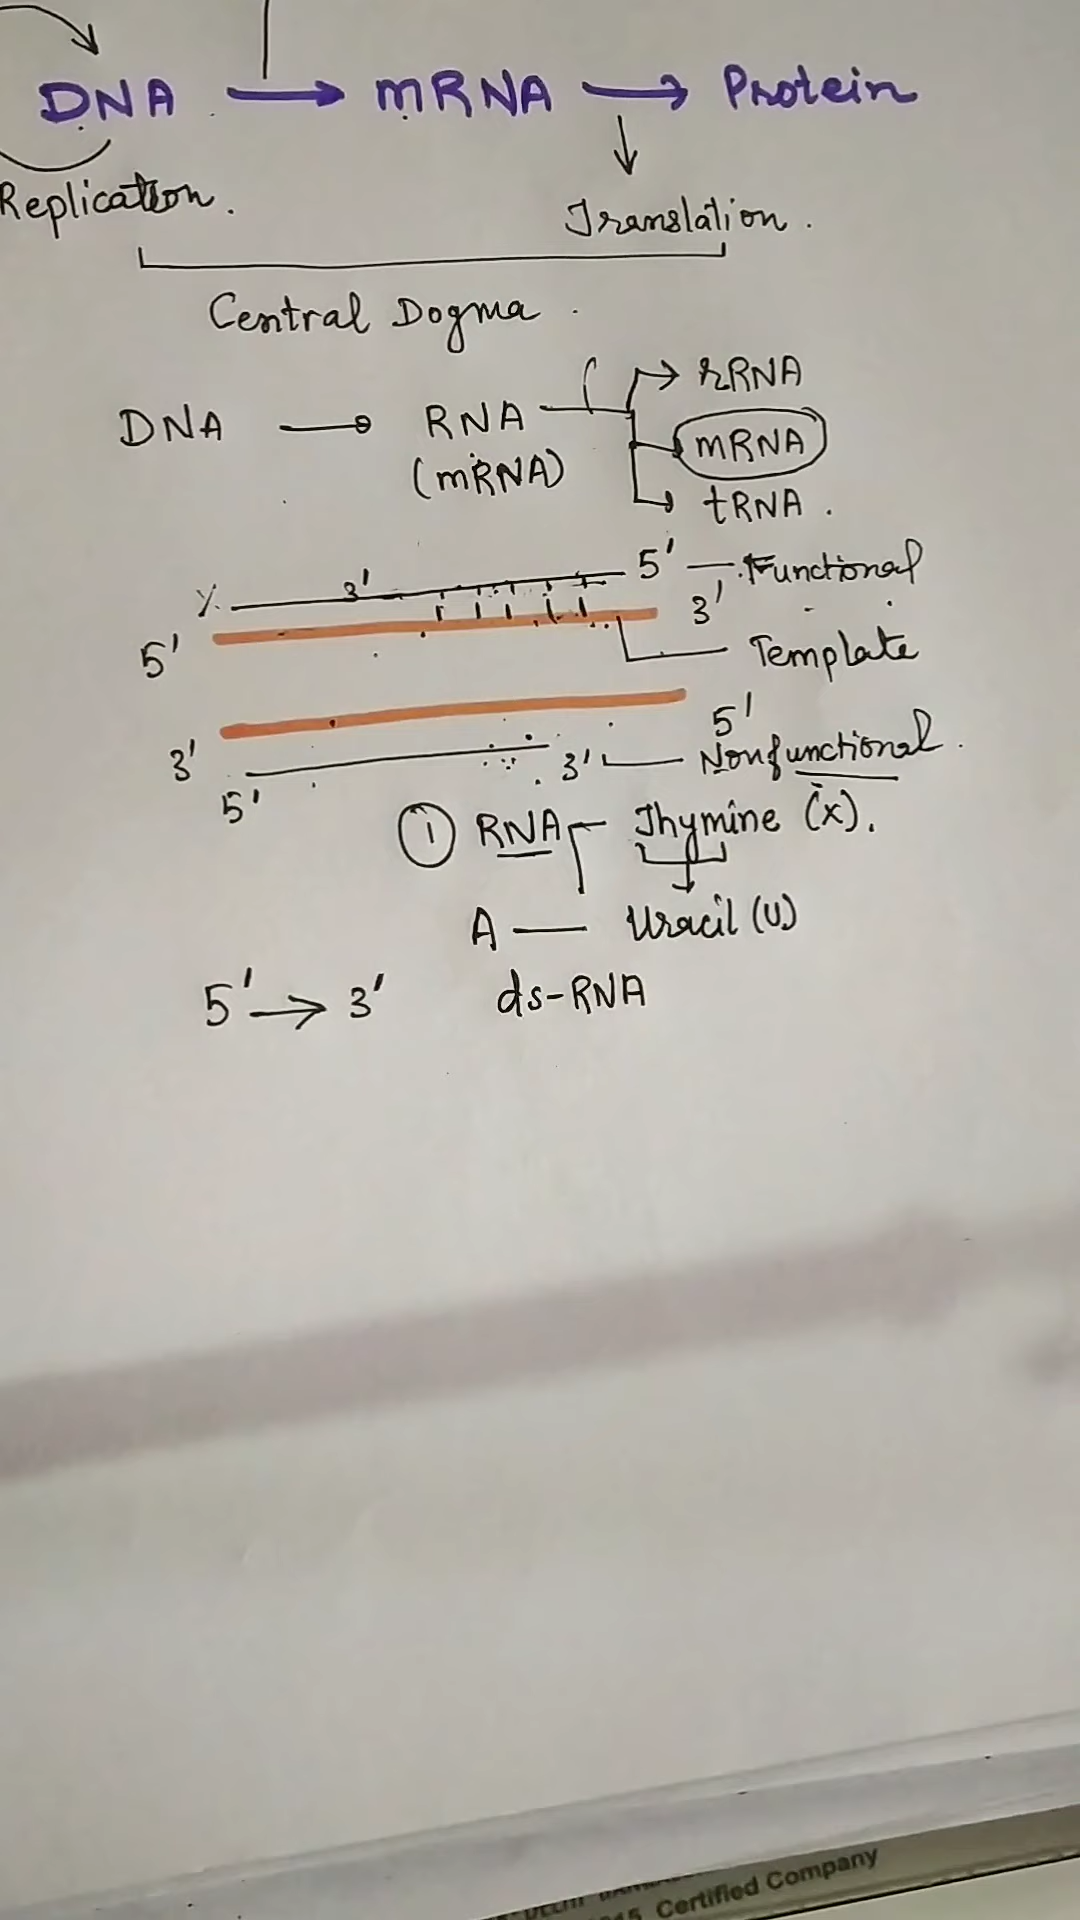 DNA → mRNA → Protein
Replication.
Translation.
Central Dogma.
DNA → RNA → rRNA
(mRNA) mRNA
tRNA.
3' 5' — Functional
5' 3'
Template
5'
3' 3' — Nonfunctional.
5'
① RNA Thymine (x).
A — Uracil (U)
5' → 3' ds-RNA
Certified Company